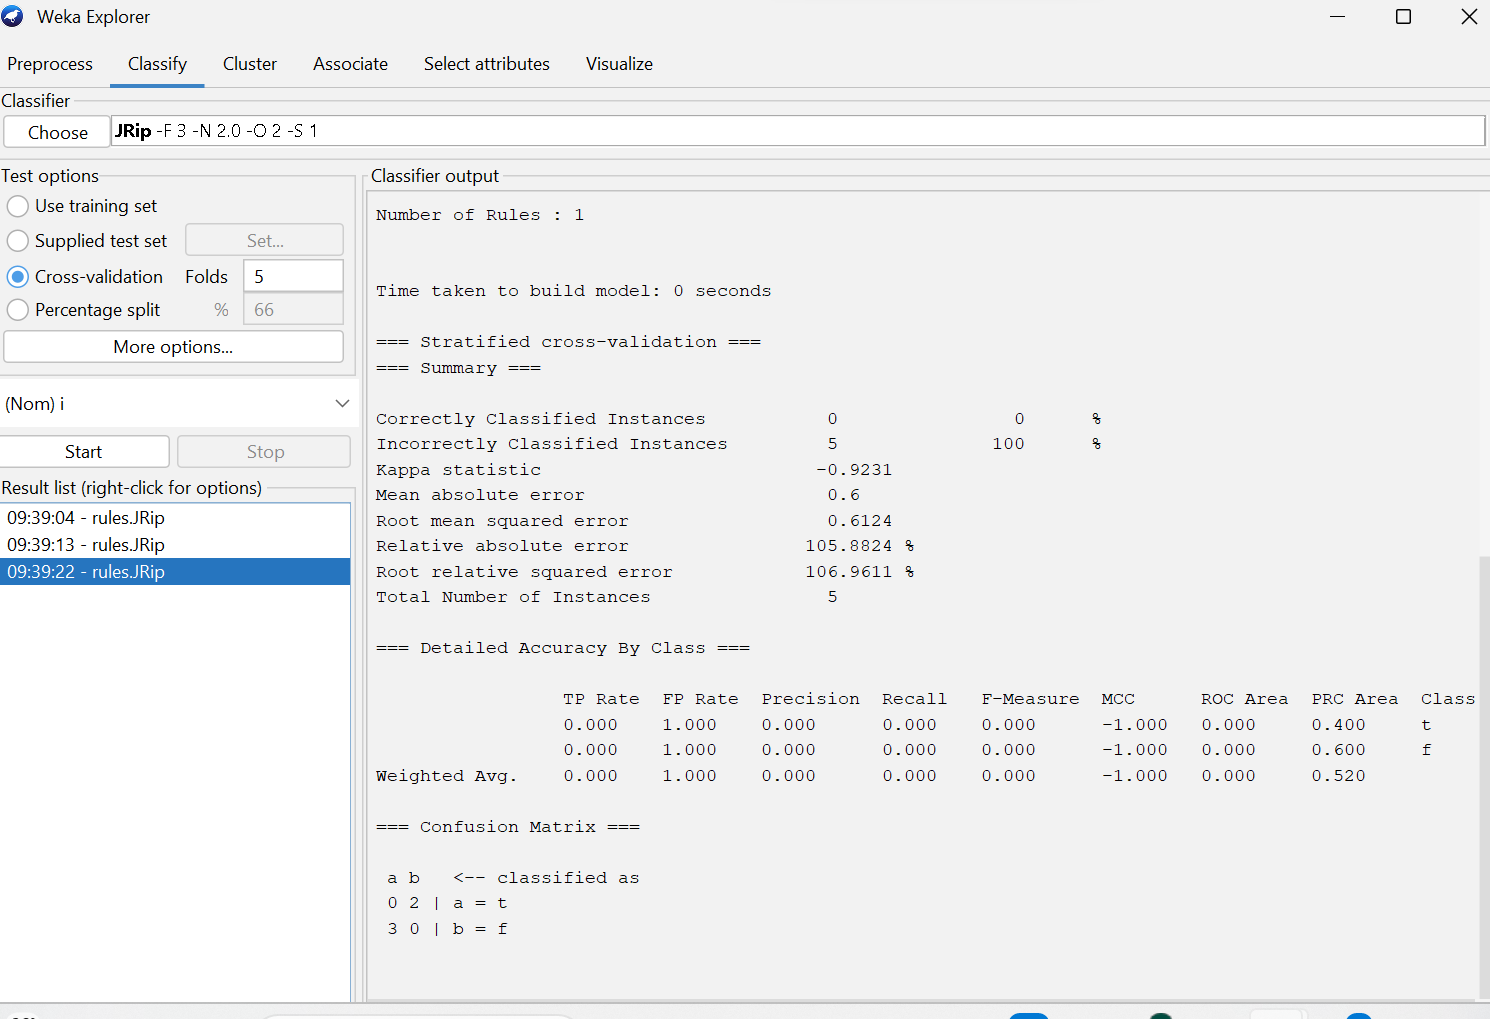 Weka Explorer
Preprocess Classify Cluster Associate Select attributes Visualize
Classifier
Choose JRip -F 3 -N 2.0 -O 2 -S 1
Test options
Use training set
Supplied test set Set...
Cross-validation Folds 5
Percentage split % 66
More options...
(Nom) i
Start Stop
Result list (right-click for options)
09:39:04 - rules.JRip
09:39:13 - rules.JRip
09:39:22 - rules.JRip
Classifier output
Number of Rules : 1
Time taken to build model: 0 seconds
=== Stratified cross-validation ===
=== Summary ===
Correctly Classified Instances 0 0 %
Incorrectly Classified Instances 5 100 %
Kappa statistic -0.9231
Mean absolute error 0.6
Root mean squared error 0.6124
Relative absolute error 105.8824 %
Root relative squared error 106.9611 %
Total Number of Instances 5
=== Detailed Accuracy By Class ===
TP Rate FP Rate Precision Recall F-Measure MCC ROC Area PRC Area Class
0.000 1.000 0.000 0.000 0.000 -1.000 0.000 0.400 t
0.000 1.000 0.000 0.000 0.000 -1.000 0.000 0.600 f
Weighted Avg. 0.000 1.000 0.000 0.000 0.000 -1.000 0.000 0.520
=== Confusion Matrix ===
a b <-- classified as
0 2 | a = t
3 0 | b = f